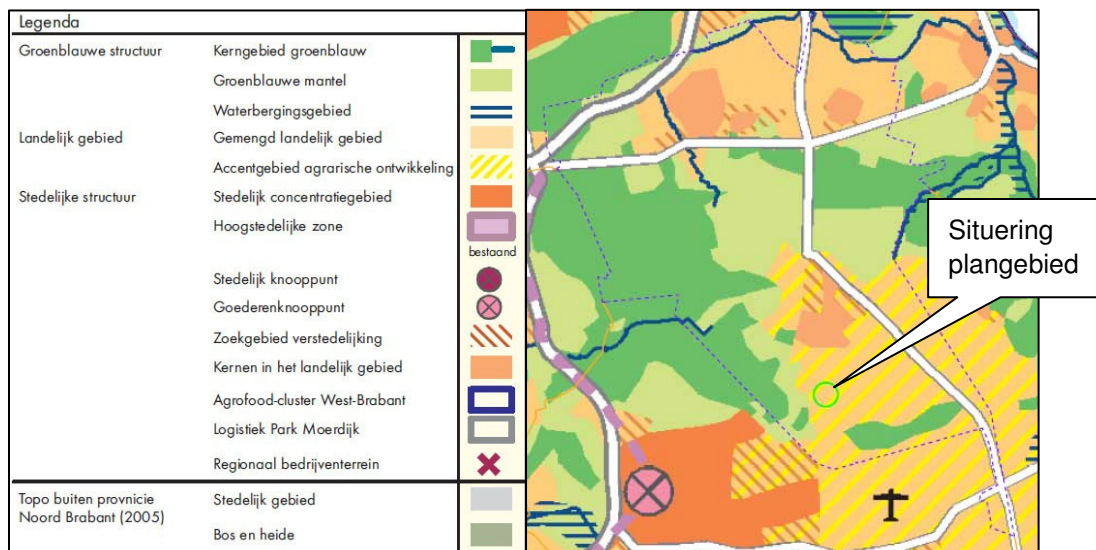 Legenda
Groenblauwe structuur Kerngebied groenblauw
Groenblauwe mantel
Waterbergingsgebied
Landelijk gebied Gemengd landelijk gebied
Accentgebied agrarische ontwikkeling
Stedelijke structuur Stedelijk concentratiegebied
Hoogstedelijke zone
bestaand
Stedelijk knooppunt
Goederenknooppunt
Zoekgebied verstedelijking
Kernen in het landelijk gebied
Agrofood-cluster West-Brabant
Logistiek Park Moerdijk
Regionaal bedrijventerrein
Topo buiten provnicie Stedelijk gebied
Noord Brabant (2005)
Bos en heide
Situering
plangebied